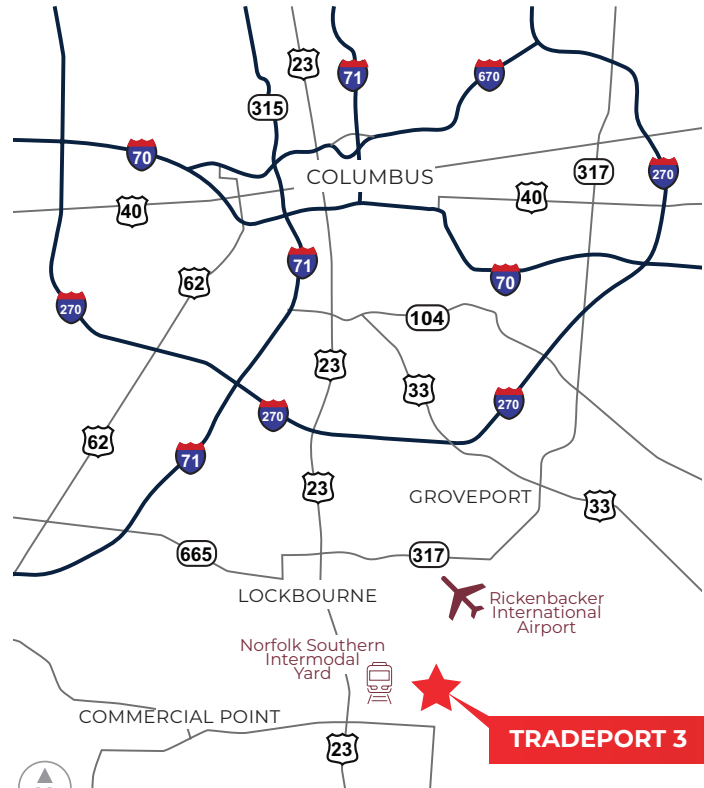 23
71
670
315
70
317
270
COLUMBUS
40
40
71
62
70
270
104
23
33
270
270
62
71
23
GROVEPORT
33
665
317
LOCKBOURNE
Rickenbacker
International
Airport
Norfolk Southern
Intermodal
Yard
COMMERCIAL POINT
TRADEPORT 3
23